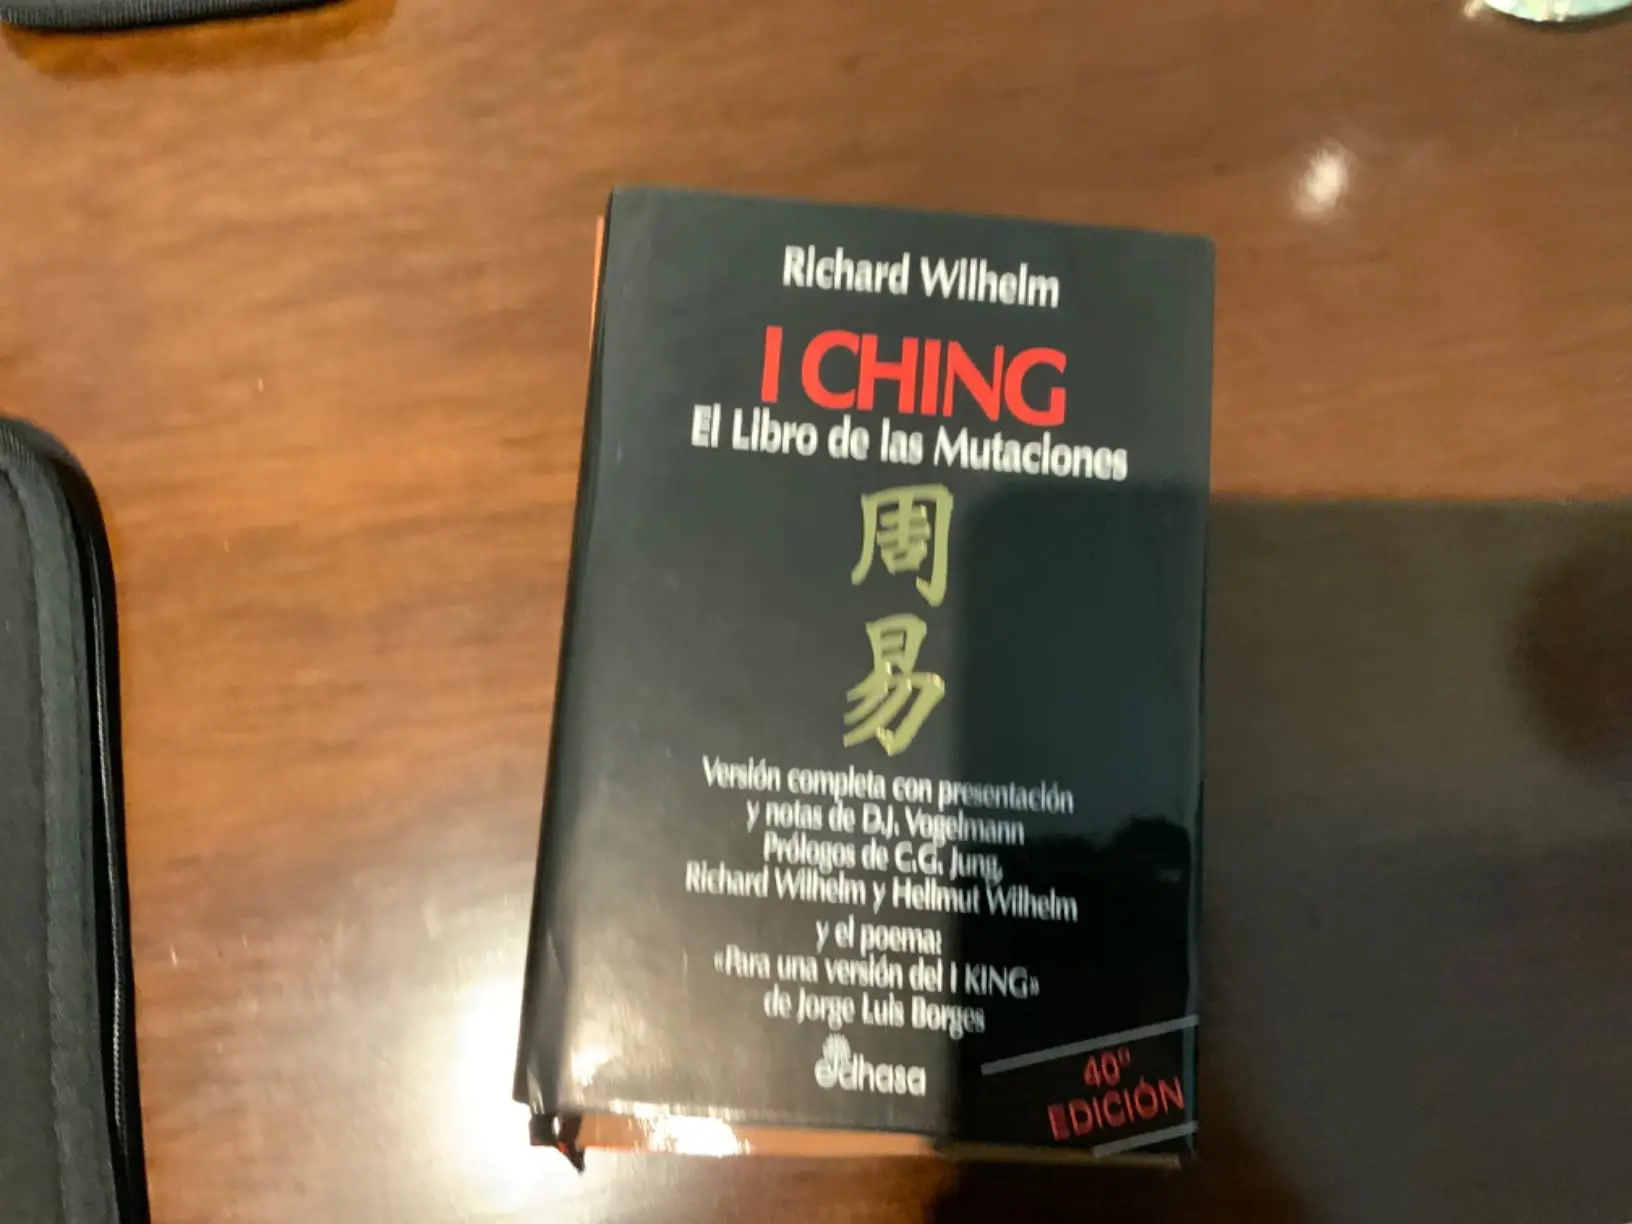 Richard Wilhelm
I CHING
El Libro de las Mutaciones
周
易
Versión completa con presentación
y notas de D.J. Vogelmann
Prólogos de C.G. Jung,
Richard Wilhelm y Hellmut Wilhelm
y el poema:
«Para una versión del I KING»
de Jorge Luis Borges
edhasa
40ª
EDICIÓN